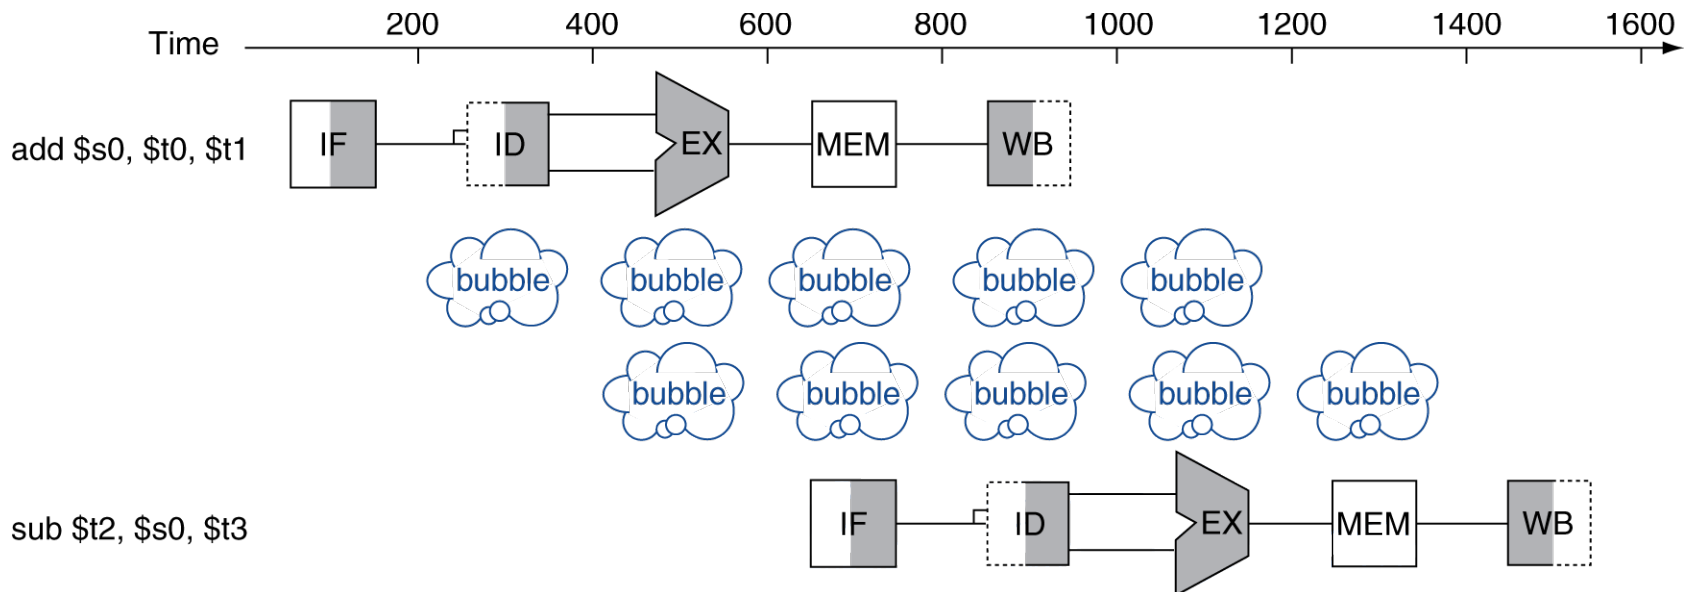 200 400 600 800 1000 1200 1400 1600
Time
add $s0, $t0, $t1 IF ID EX MEM WB
bubble bubble bubble bubble bubble
bubble bubble bubble bubble bubble
sub $t2, $s0, $t3 IF ID EX MEM WB